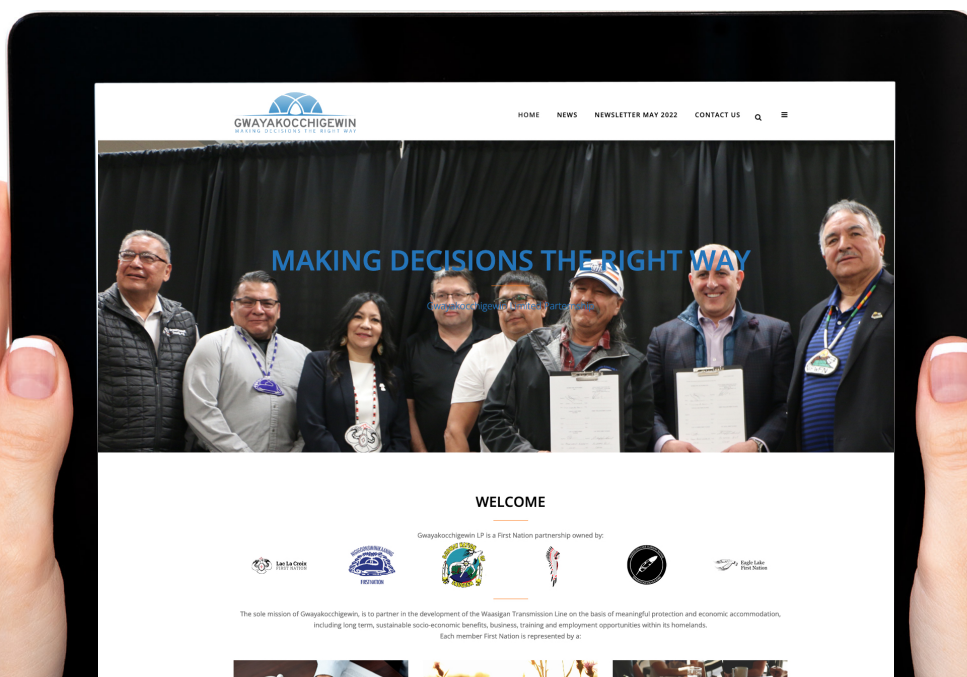 GWAYAKOCCHIGEWIN
MAKING DECISIONS THE RIGHT WAY
HOME NEWS NEWSLETTER MAY 2022 CONTACT US
MAKING DECISIONS THE RIGHT WAY
WELCOME
Gwayakocchigewin LP is a First Nation partnership owned by:
Lac La Croix
FIRST NATION
FIRST NATION
Eagle Lake
First Nation
The sole mission of Gwayakocchigewin, is to partner in the development of the Waasigan Transmission Line on the basis of meaningful protection and economic accommodation,
including long term, sustainable socio-economic benefits, business, training and employment opportunities within its homelands.
Each member First Nation is represented by a: